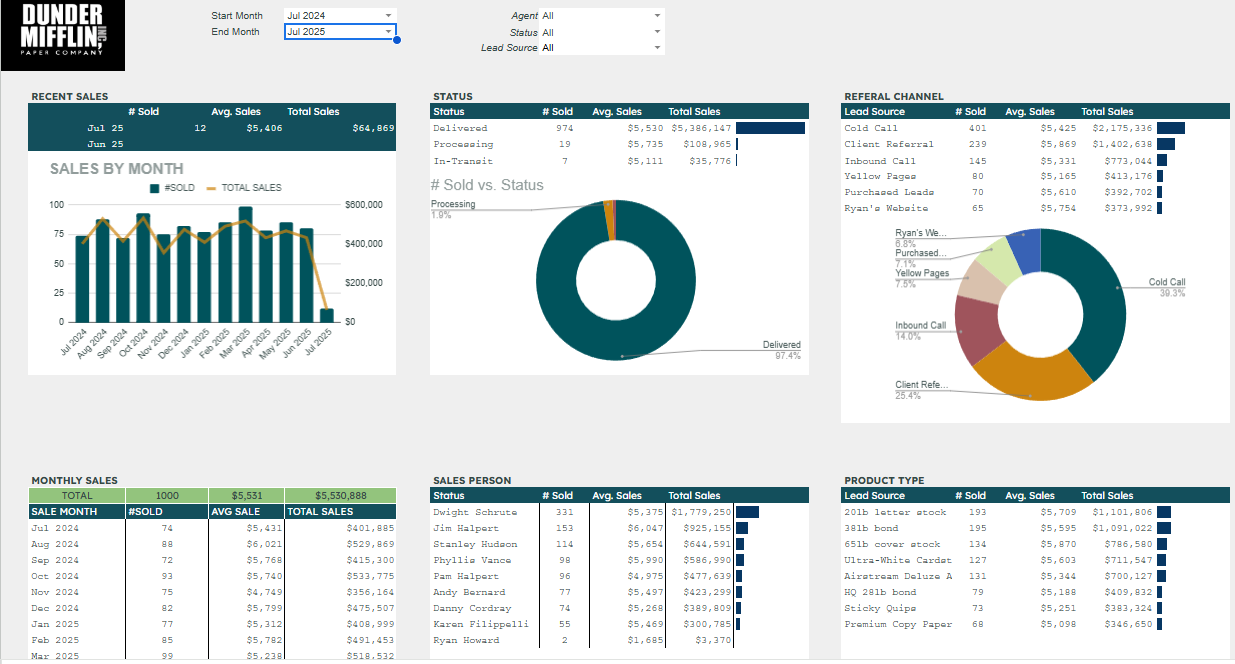 DUNDER
MIFFLIN, INC
PAPER COMPANY
Start Month Jul 2024
End Month Jul 2025
Agent All
Status All
Lead Source All
RECENT SALES
# Sold Avg. Sales Total Sales
Jul 25 12 $5,406 $64,869
Jun 25
SALES BY MONTH
#SOLD TOTAL SALES
100 $600,000
75
$400,000
50
$200,000
25
0 $0
Jul 2024 Aug 2024 Sep 2024 Oct 2024 Nov 2024 Dec 2024 Jan 2025 Feb 2025 Mar 2025 Apr 2025 May 2025 Jun 2025 Jul 2025
STATUS
Status # Sold Avg. Sales Total Sales
Delivered 974 $5,530 $5,386,147
Processing 19 $5,735 $108,965
In-Transit 7 $5,111 $35,776
# Sold vs. Status
Processing
1.9%
Delivered
97.4%
REFERAL CHANNEL
Lead Source # Sold Avg. Sales Total Sales
Cold Call 401 $5,425 $2,175,336
Client Referral 239 $5,869 $1,402,638
Inbound Call 145 $5,331 $773,044
Yellow Pages 80 $5,165 $413,176
Purchased Leads 70 $5,610 $392,702
Ryan's Website 65 $5,754 $373,992
Ryan's We...
6.8%
Purchased...
7.1%
Yellow Pages
7.5%
Cold Call
39.3%
Inbound Call
14.0%
Client Refe...
25.4%
MONTHLY SALES
TOTAL 1000 $5,531 $5,530,888
SALE MONTH #SOLD AVG SALE TOTAL SALES
Jul 2024 74 $5,431 $401,885
Aug 2024 88 $6,021 $529,869
Sep 2024 72 $5,768 $415,300
Oct 2024 93 $5,740 $533,775
Nov 2024 75 $4,749 $356,164
Dec 2024 82 $5,799 $475,507
Jan 2025 77 $5,312 $408,999
Feb 2025 85 $5,782 $491,453
Mar 2025 99 $5,238 $518,532
SALES PERSON
Status # Sold Avg. Sales Total Sales
Dwight Schrute 331 $5,375 $1,779,250
Jim Halpert 153 $6,047 $925,155
Stanley Hudson 114 $5,654 $644,591
Phyllis Vance 98 $5,990 $586,990
Pam Halpert 96 $4,975 $477,639
Andy Bernard 77 $5,497 $423,299
Danny Cordray 74 $5,268 $389,809
Karen Filippelli 55 $5,469 $300,785
Ryan Howard 2 $1,685 $3,370
PRODUCT TYPE
Lead Source # Sold Avg. Sales Total Sales
20lb letter stock 193 $5,709 $1,101,806
38lb bond 195 $5,595 $1,091,022
65lb cover stock 134 $5,870 $786,580
Ultra-White Cardst 127 $5,603 $711,547
Airstream Deluze A 131 $5,344 $700,127
HQ 28lb bond 79 $5,188 $409,832
Sticky Quips 73 $5,251 $383,324
Premium Copy Paper 68 $5,098 $346,650